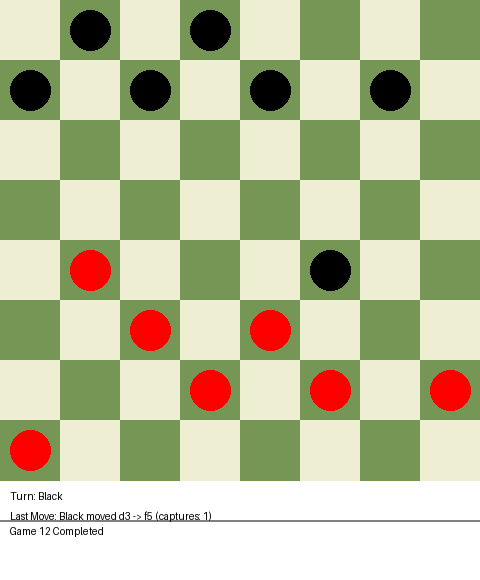 Turn: Black
Last Move: Black moved d3 -> f5 (captures: 1)
Game 12 Completed